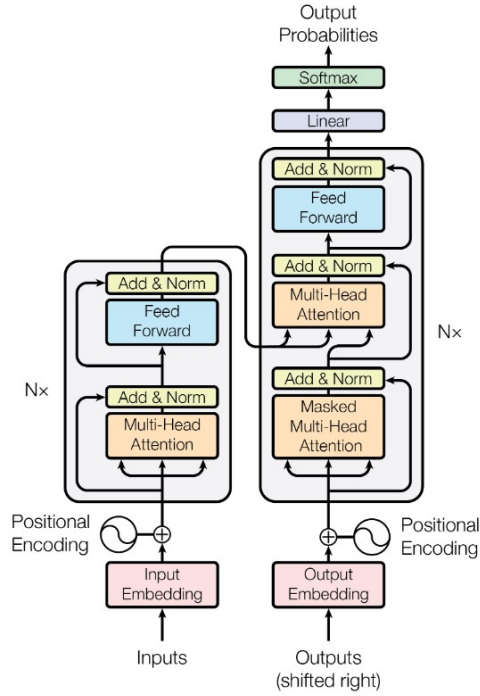 Output
Probabilities
Softmax
Linear
Add & Norm
Feed
Forward
Add & Norm
Multi-Head
Attention
Nx
Add & Norm
Masked
Multi-Head
Attention
Add & Norm
Feed
Forward
Nx
Add & Norm
Multi-Head
Attention
Positional
Encoding
Positional
Encoding
Input
Embedding
Output
Embedding
Inputs
Outputs
(shifted right)